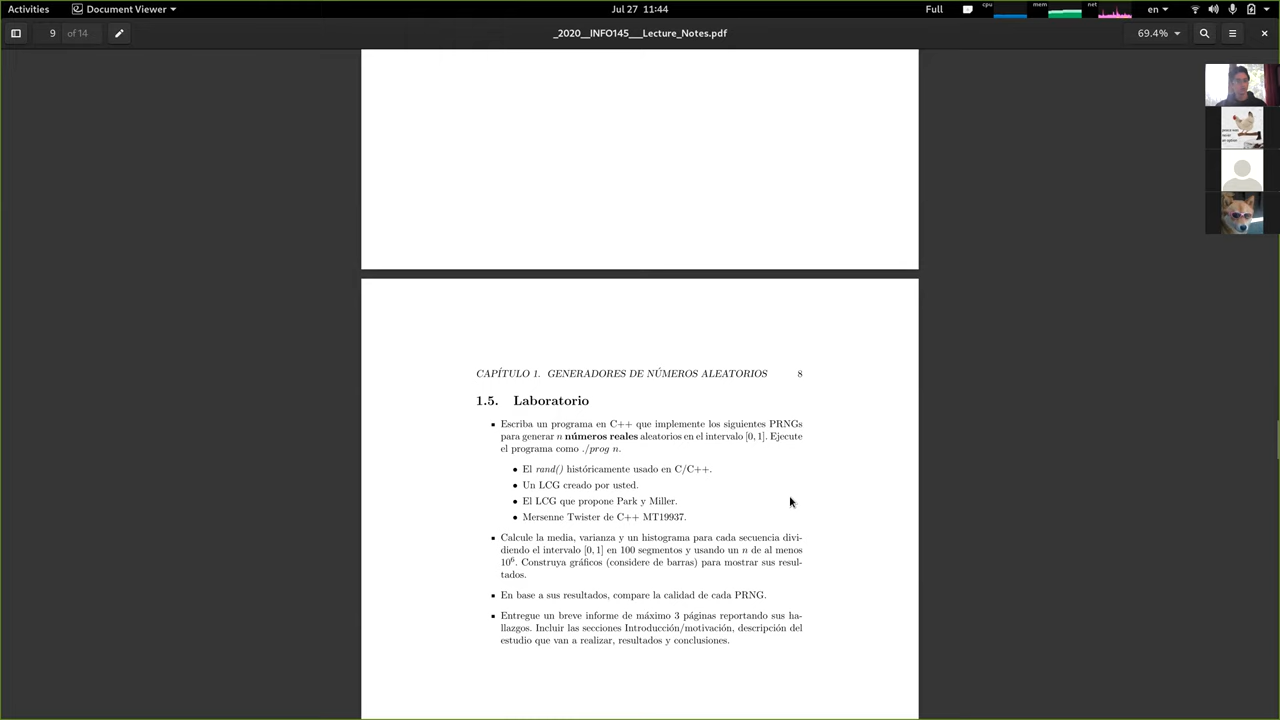 Activities Document Viewer Jul 27 11:44 Full cpu mem net en
9 of 14 _2020__INFO145___Lecture_Notes.pdf 69.4%
CAPÍTULO 1. GENERADORES DE NÚMEROS ALEATORIOS 8
1.5. Laboratorio
Escriba un programa en C++ que implemente los siguientes PRNGs
para generar n números reales aleatorios en el intervalo [0, 1]. Ejecute
el programa como ./prog n.
El rand() históricamente usado en C/C++.
Un LCG creado por usted.
El LCG que propone Park y Miller.
Mersenne Twister de C++ MT19937.
Calcule la media, varianza y un histograma para cada secuencia divi-
diendo el intervalo [0, 1] en 100 segmentos y usando un n de al menos
10⁶. Construya gráficos (considere de barras) para mostrar sus resul-
tados.
En base a sus resultados, compare la calidad de cada PRNG.
Entregue un breve informe de máximo 3 páginas reportando sus ha-
llazgos. Incluir las secciones Introducción/motivación, descripción del
estudio que van a realizar, resultados y conclusiones.